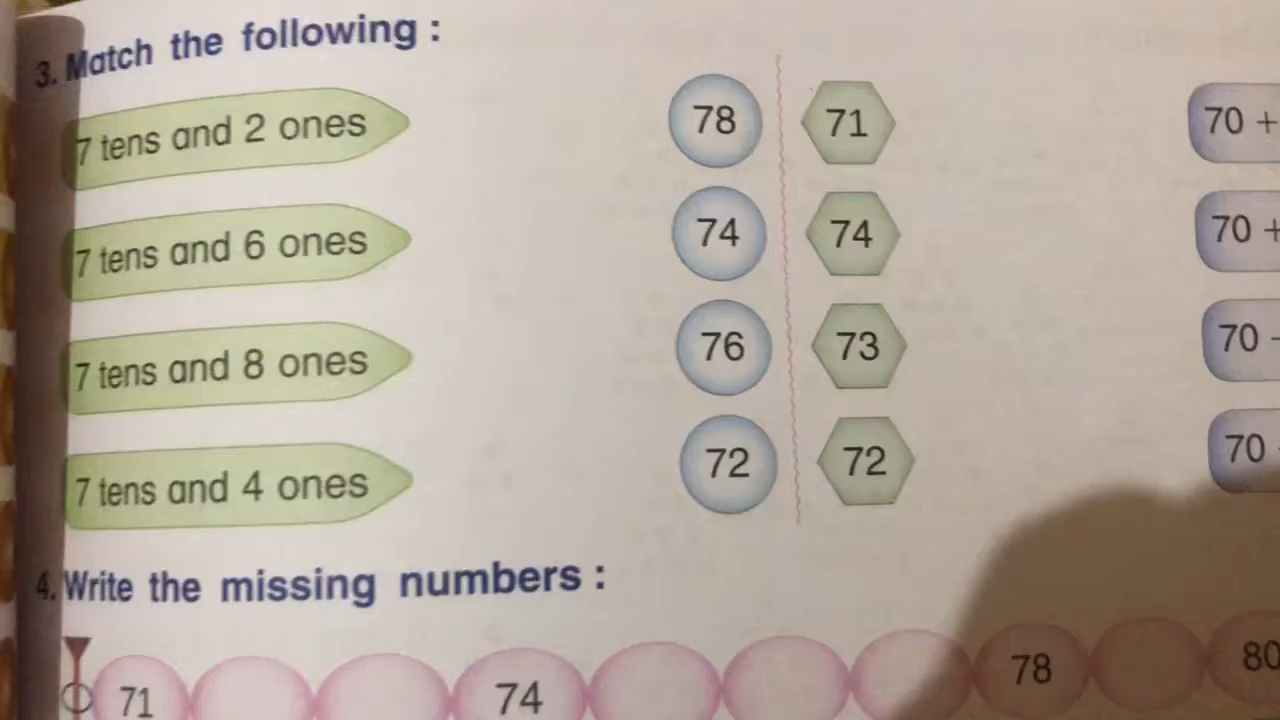 3. Match the following :
7 tens and 2 ones 78 71 70 +
7 tens and 6 ones 74 74 70 +
7 tens and 8 ones 76 73 70
7 tens and 4 ones 72 72 70
4. Write the missing numbers :
71 74 78 80